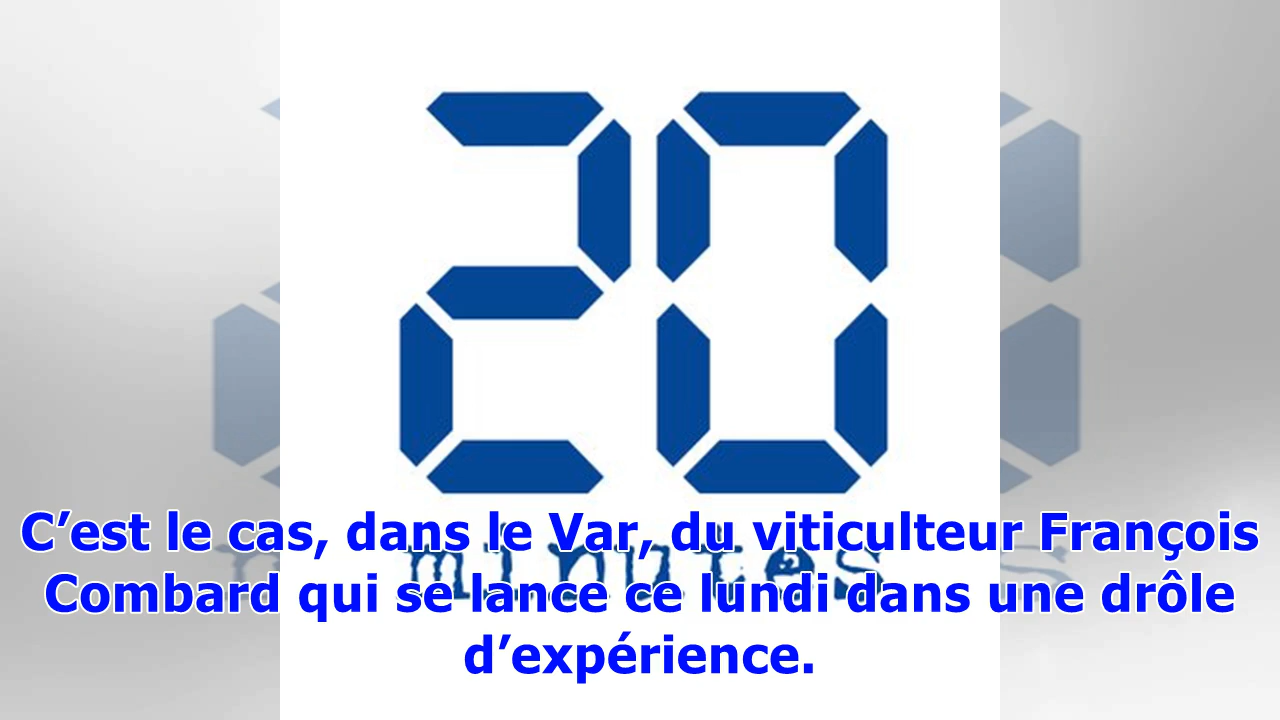 20
minutes
C’est le cas, dans le Var, du viticulteur François
Combard qui se lance ce lundi dans une drôle
d’expérience.